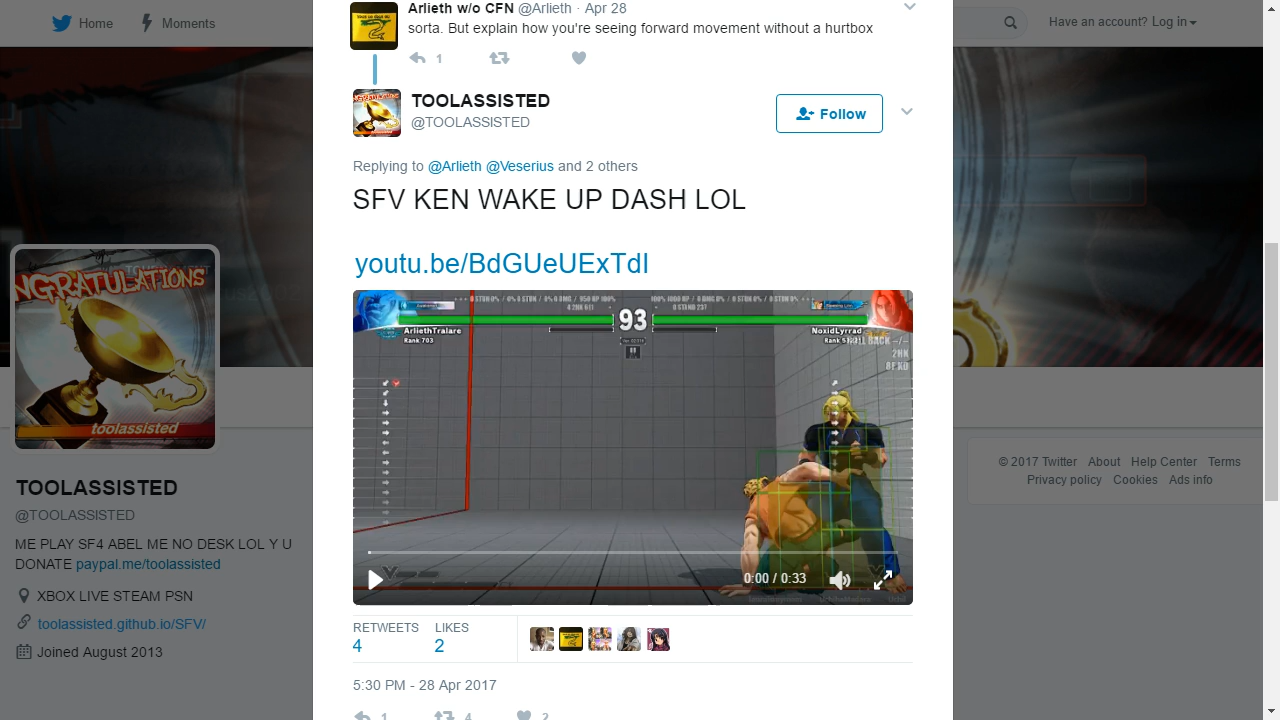 Home
Moments
Have an account? Log in
Arlieth w/o CFN @Arlieth · Apr 28
sorta. But explain how you're seeing forward movement without a hurtbox
1
TOOLASSISTED
@TOOLASSISTED
Follow
Replying to @Arlieth @Veserius and 2 others
SFV KEN WAKE UP DASH LOL
youtu.be/BdGUeUExTdI
93
ArliethTralare
Rank 703
NoxidLyrrad
2HK
0:00 / 0:33
RETWEETS
4
LIKES
2
5:30 PM - 28 Apr 2017
1
4
2
toolassisted
TOOLASSISTED
@TOOLASSISTED
ME PLAY SF4 ABEL ME NO DESK LOL Y U
DONATE paypal.me/toolassisted
XBOX LIVE STEAM PSN
toolassisted.github.io/SFV/
Joined August 2013
© 2017 Twitter About Help Center Terms
Privacy policy Cookies Ads info